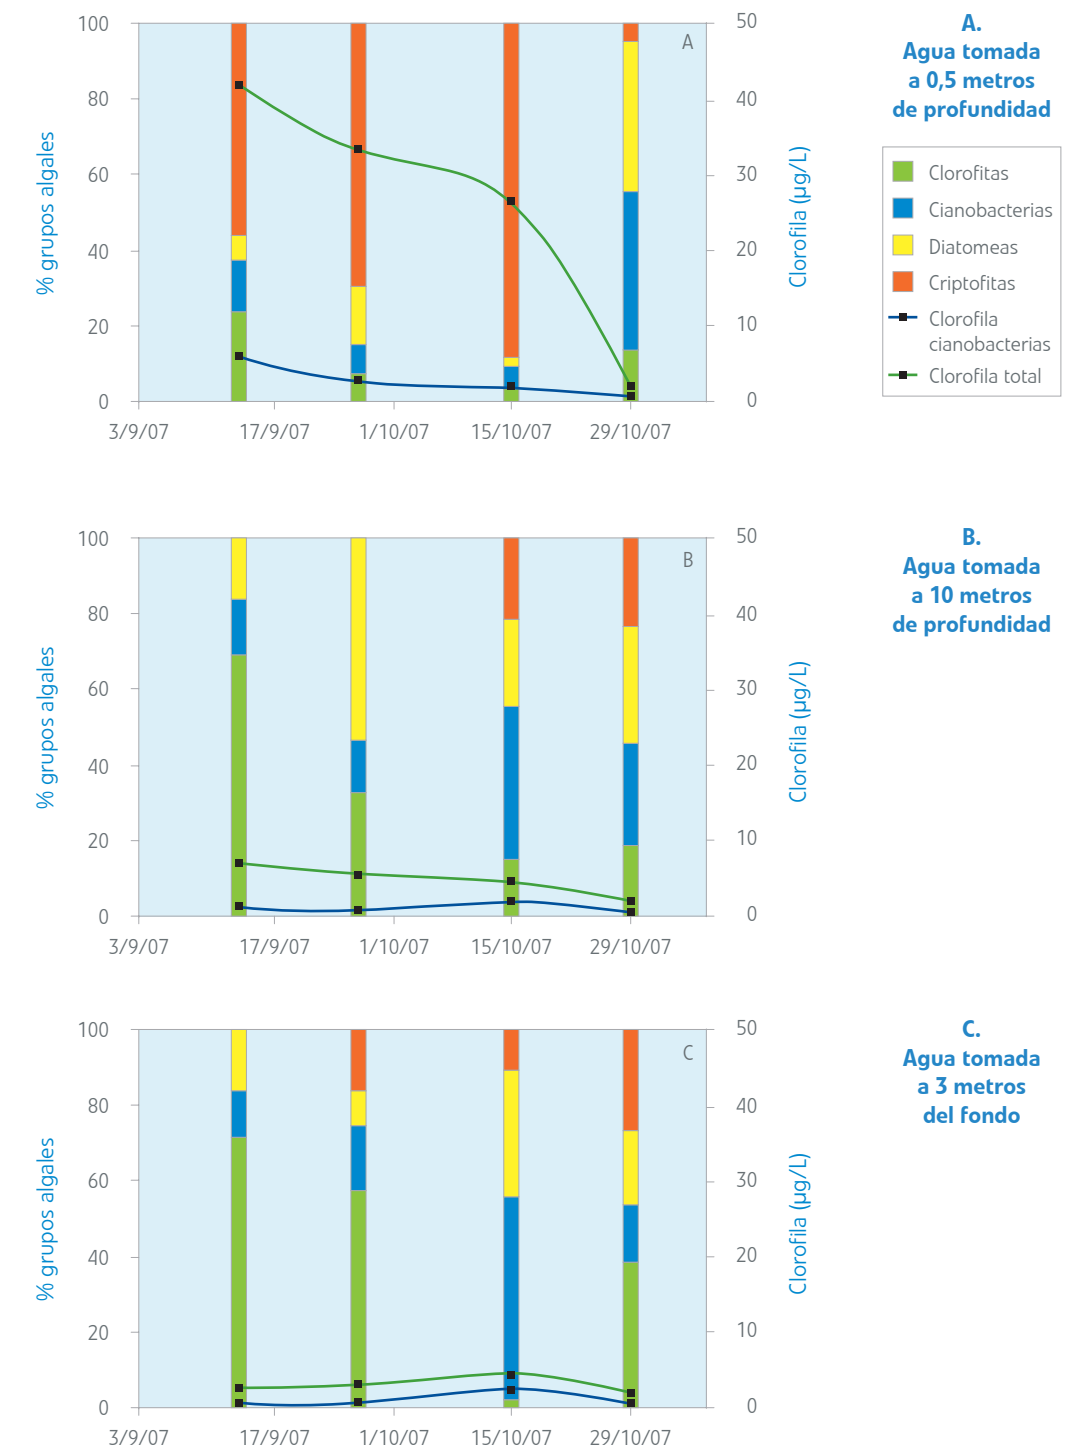 A.
Agua tomada
a 0,5 metros
de profundidad
% grupos algales
100
80
60
40
20
0
A
50
40
30
20
10
0
Clorofila (µg/L)
3/9/07 17/9/07 1/10/07 15/10/07 29/10/07
Clorofitas
Cianobacterias
Diatomeas
Criptofitas
Clorofila
cianobacterias
Clorofila total
B.
Agua tomada
a 10 metros
de profundidad
% grupos algales
100
80
60
40
20
0
B
50
40
30
20
10
0
Clorofila (µg/L)
3/9/07 17/9/07 1/10/07 15/10/07 29/10/07
C.
Agua tomada
a 3 metros
del fondo
% grupos algales
100
80
60
40
20
0
C
50
40
30
20
10
0
Clorofila (µg/L)
3/9/07 17/9/07 1/10/07 15/10/07 29/10/07